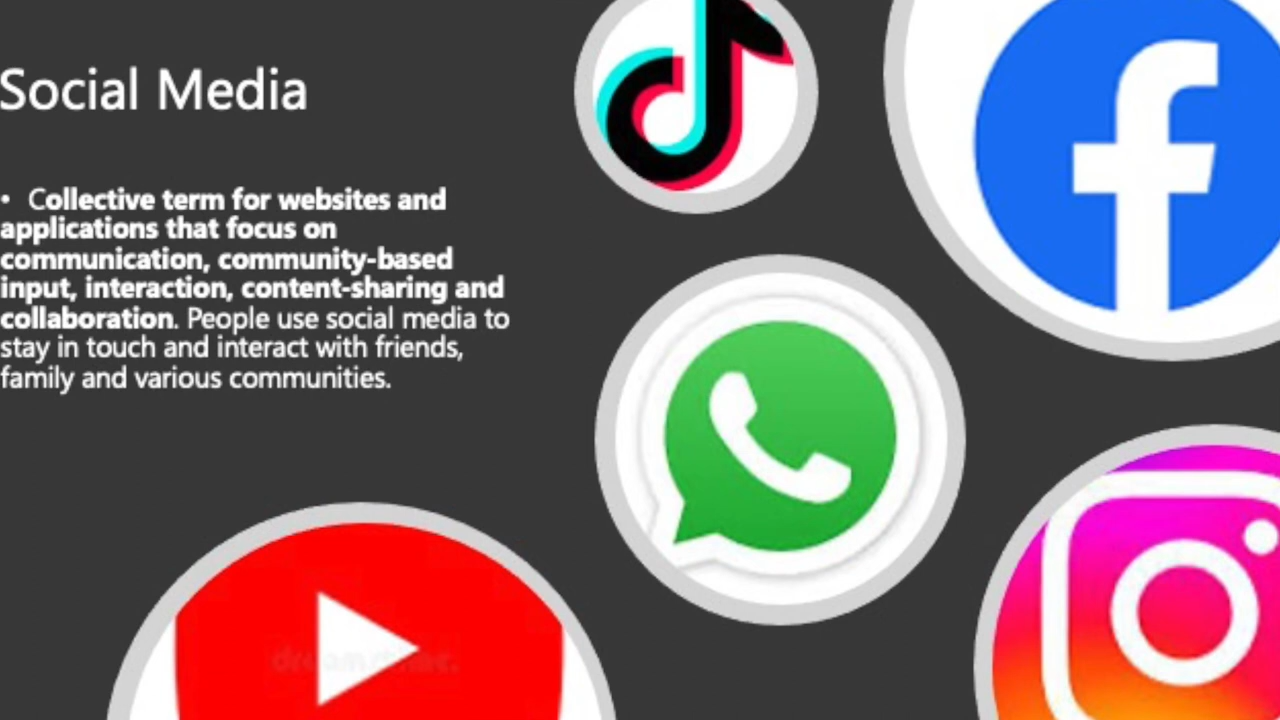 Social Media
• Collective term for websites and
applications that focus on
communication, community-based
input, interaction, content-sharing and
collaboration. People use social media to
stay in touch and interact with friends,
family and various communities.